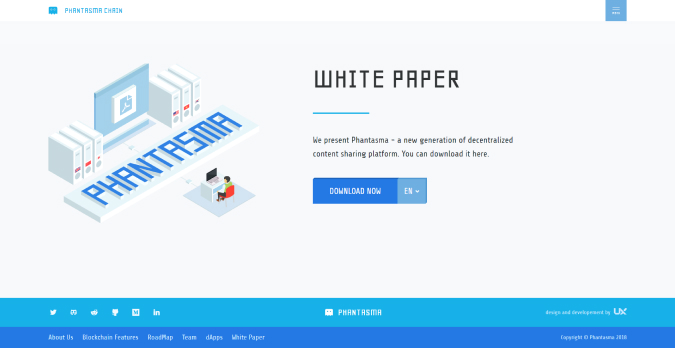 PHANTASMA CHAIN
WHITE PAPER
We present Phantasma - a new generation of decentralized
content sharing platform. You can download it here.
DOWNLOAD NOW EN
PHANTASMA
PHANTASMA
design and developement by UX
About Us Blockchain Features RoadMap Team dApps White Paper
Copyright © Phantasma 2018